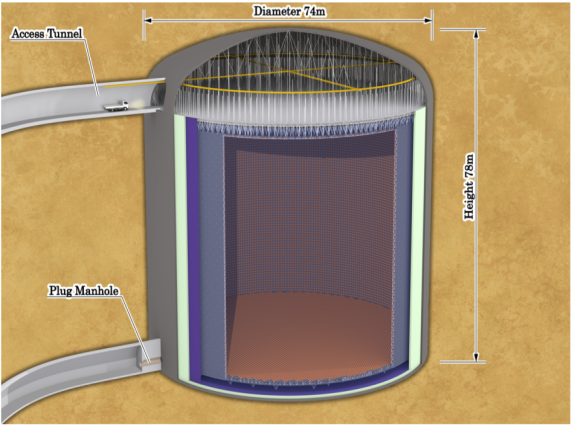 Diameter 74m
Access Tunnel
Height 78m
Plug Manhole